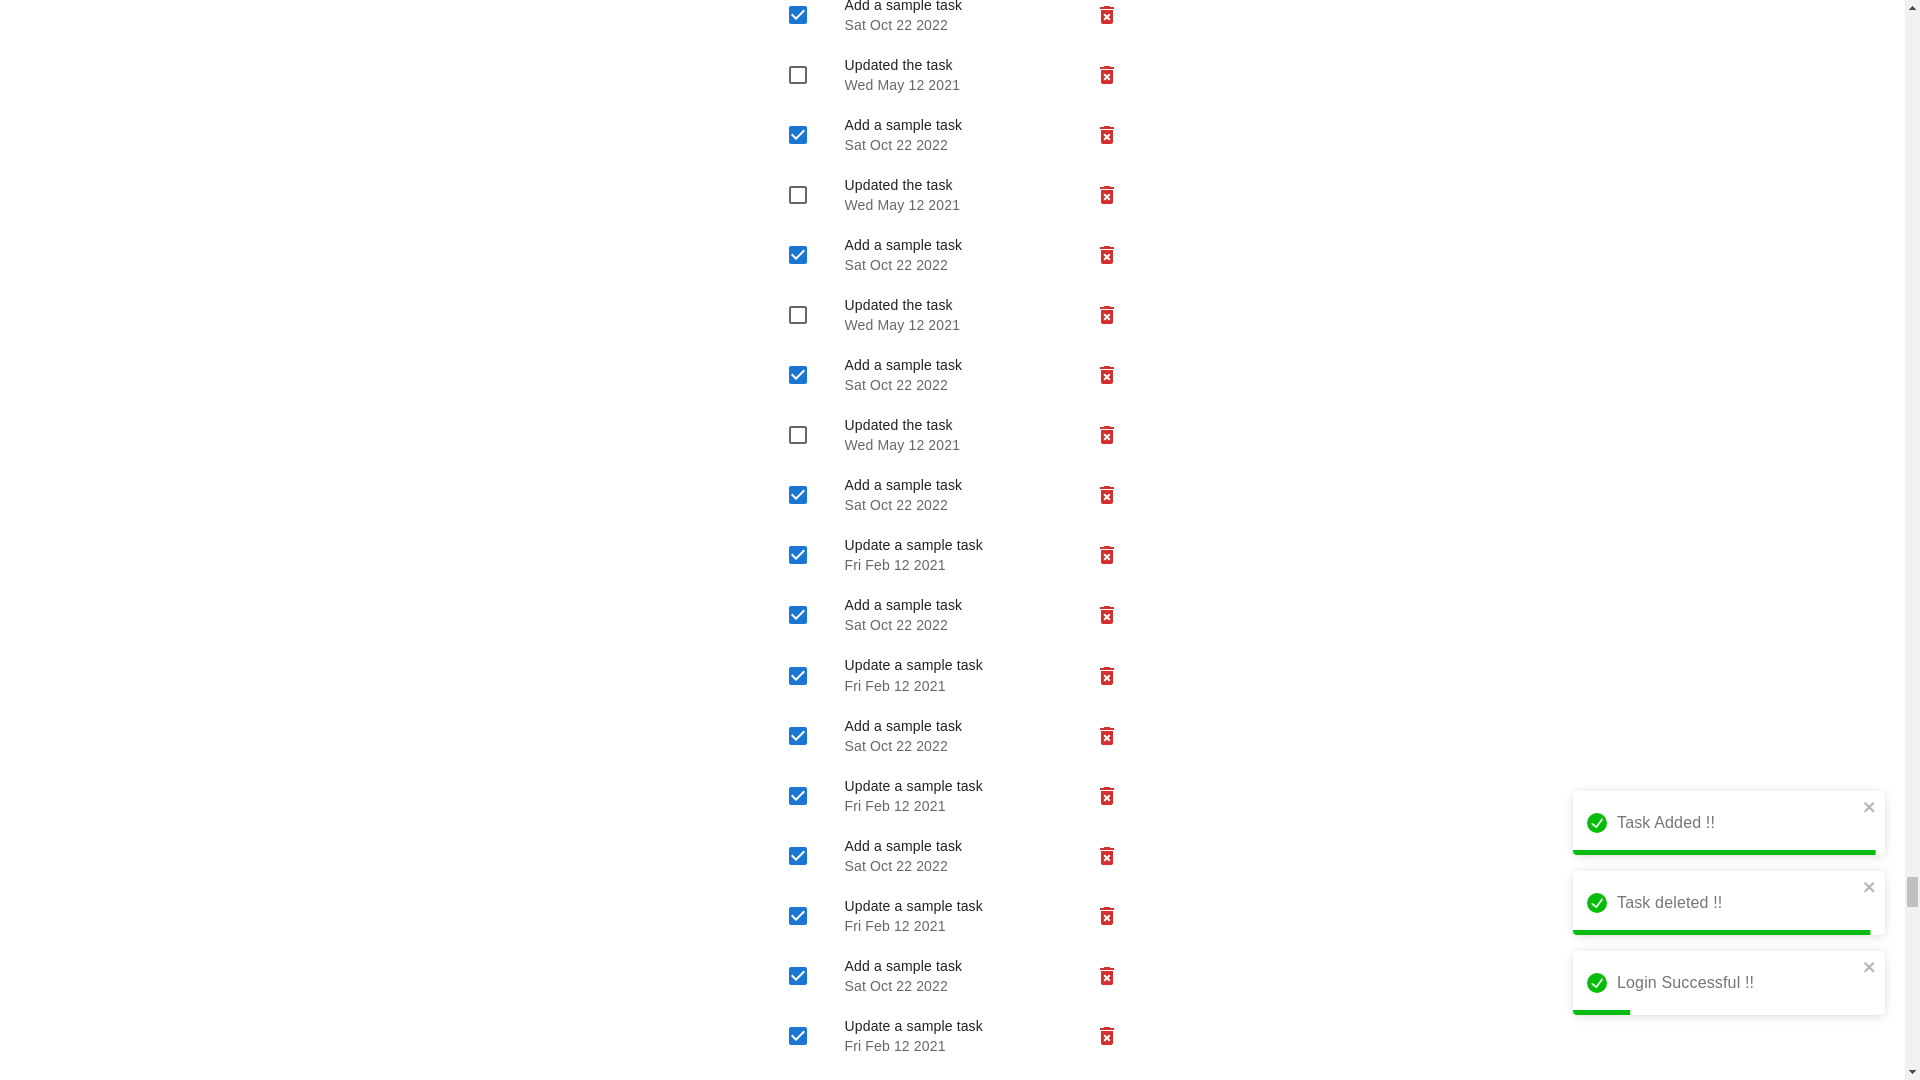 Add a sample task
Sat Oct 22 2022
Updated the task
Wed May 12 2021
Add a sample task
Sat Oct 22 2022
Updated the task
Wed May 12 2021
Add a sample task
Sat Oct 22 2022
Updated the task
Wed May 12 2021
Add a sample task
Sat Oct 22 2022
Updated the task
Wed May 12 2021
Add a sample task
Sat Oct 22 2022
Update a sample task
Fri Feb 12 2021
Add a sample task
Sat Oct 22 2022
Update a sample task
Fri Feb 12 2021
Add a sample task
Sat Oct 22 2022
Update a sample task
Fri Feb 12 2021
Add a sample task
Sat Oct 22 2022
Update a sample task
Fri Feb 12 2021
Add a sample task
Sat Oct 22 2022
Update a sample task
Fri Feb 12 2021
Task Added !!
Task deleted !!
Login Successful !!